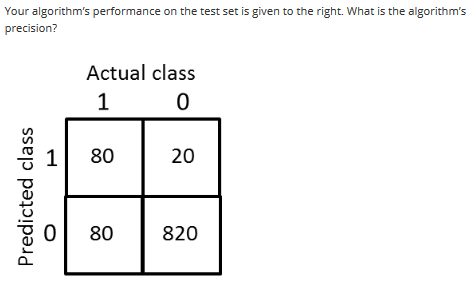 Your algorithm's performance on the test set is given to the right. What is the algorithm's
precision?
Actual class
1 0
Predicted class
1 80 20
0 80 820